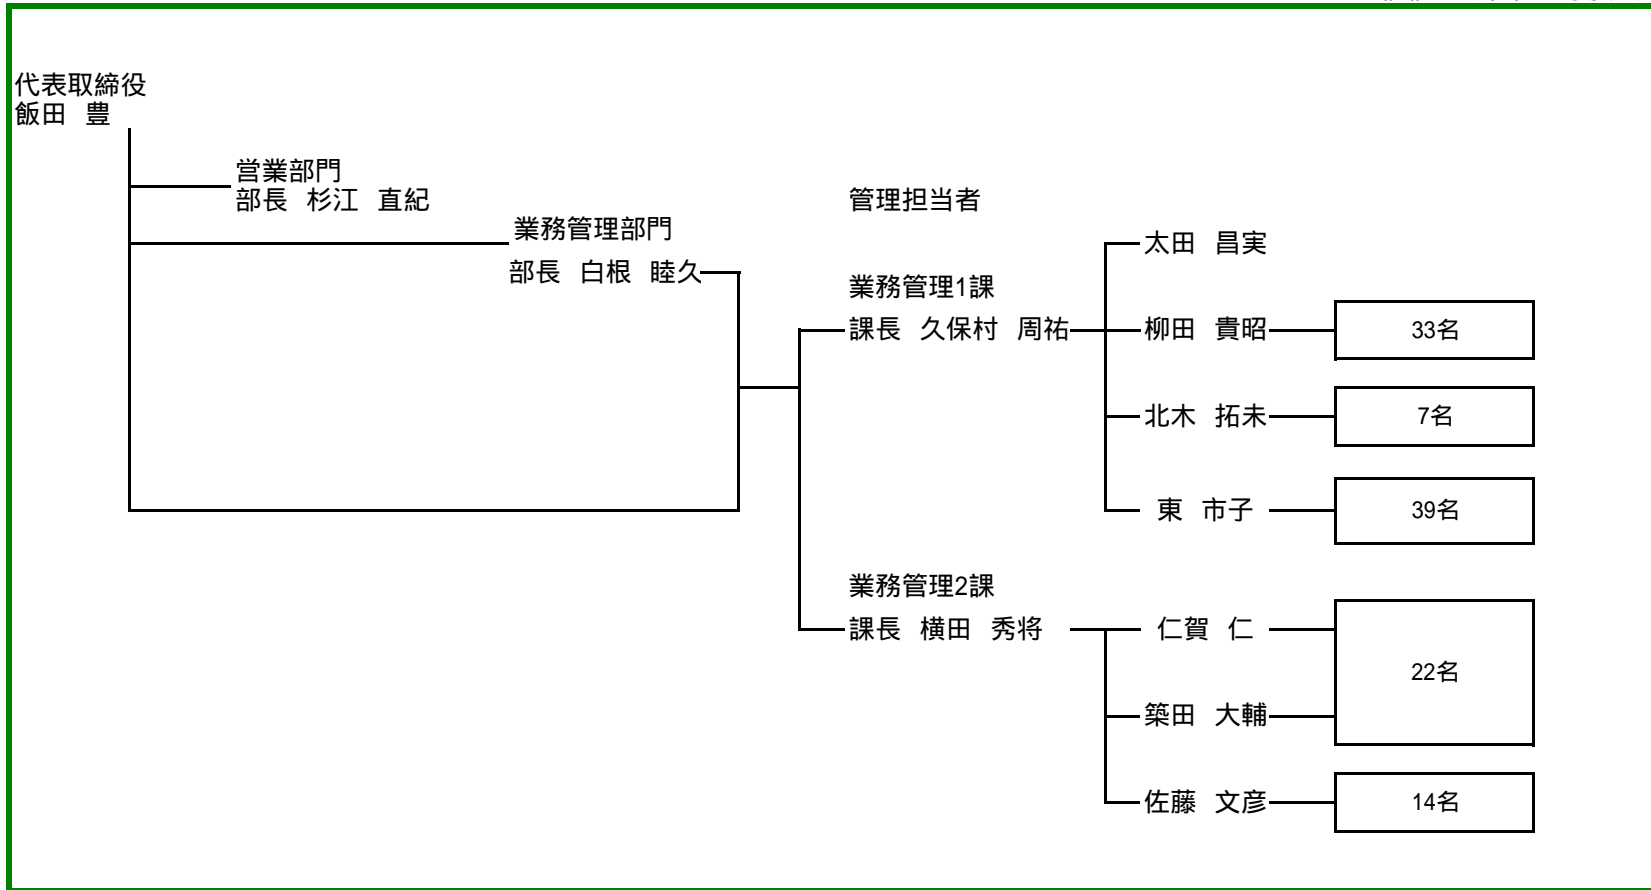 代表取締役
飯田 豊
営業部門
部長 杉江 直紀
業務管理部門
部長 白根 睦久
管理担当者
太田 昌実
業務管理1課
課長 久保村 周祐
柳田 貴昭
33名
北木 拓未
7名
東 市子
39名
業務管理2課
課長 横田 秀将
仁賀 仁
22名
築田 大輔
佐藤 文彦
14名